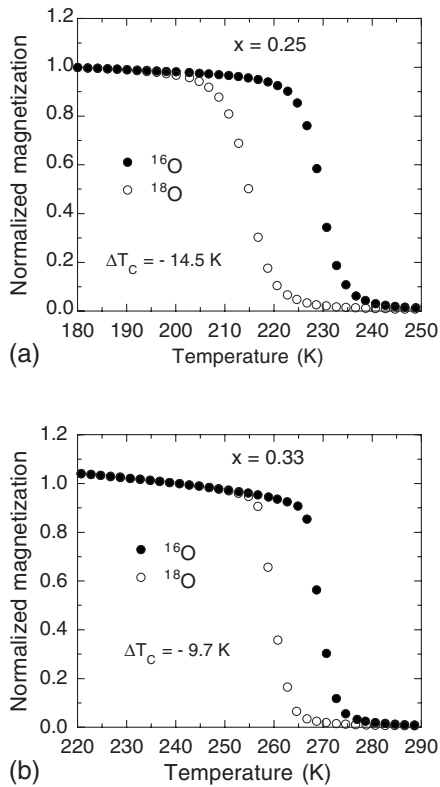 x = 0.25
1.2
1.0
0.8
0.6
0.4
0.2
0.0
Normalized magnetization
● ¹⁶O
○ ¹⁸O
ΔT_C = - 14.5 K
180 190 200 210 220 230 240 250
(a) Temperature (K)
x = 0.33
1.2
1.0
0.8
0.6
0.4
0.2
0.0
Normalized magnetization
● ¹⁶O
○ ¹⁸O
ΔT_C = - 9.7 K
220 230 240 250 260 270 280 290
(b) Temperature (K)